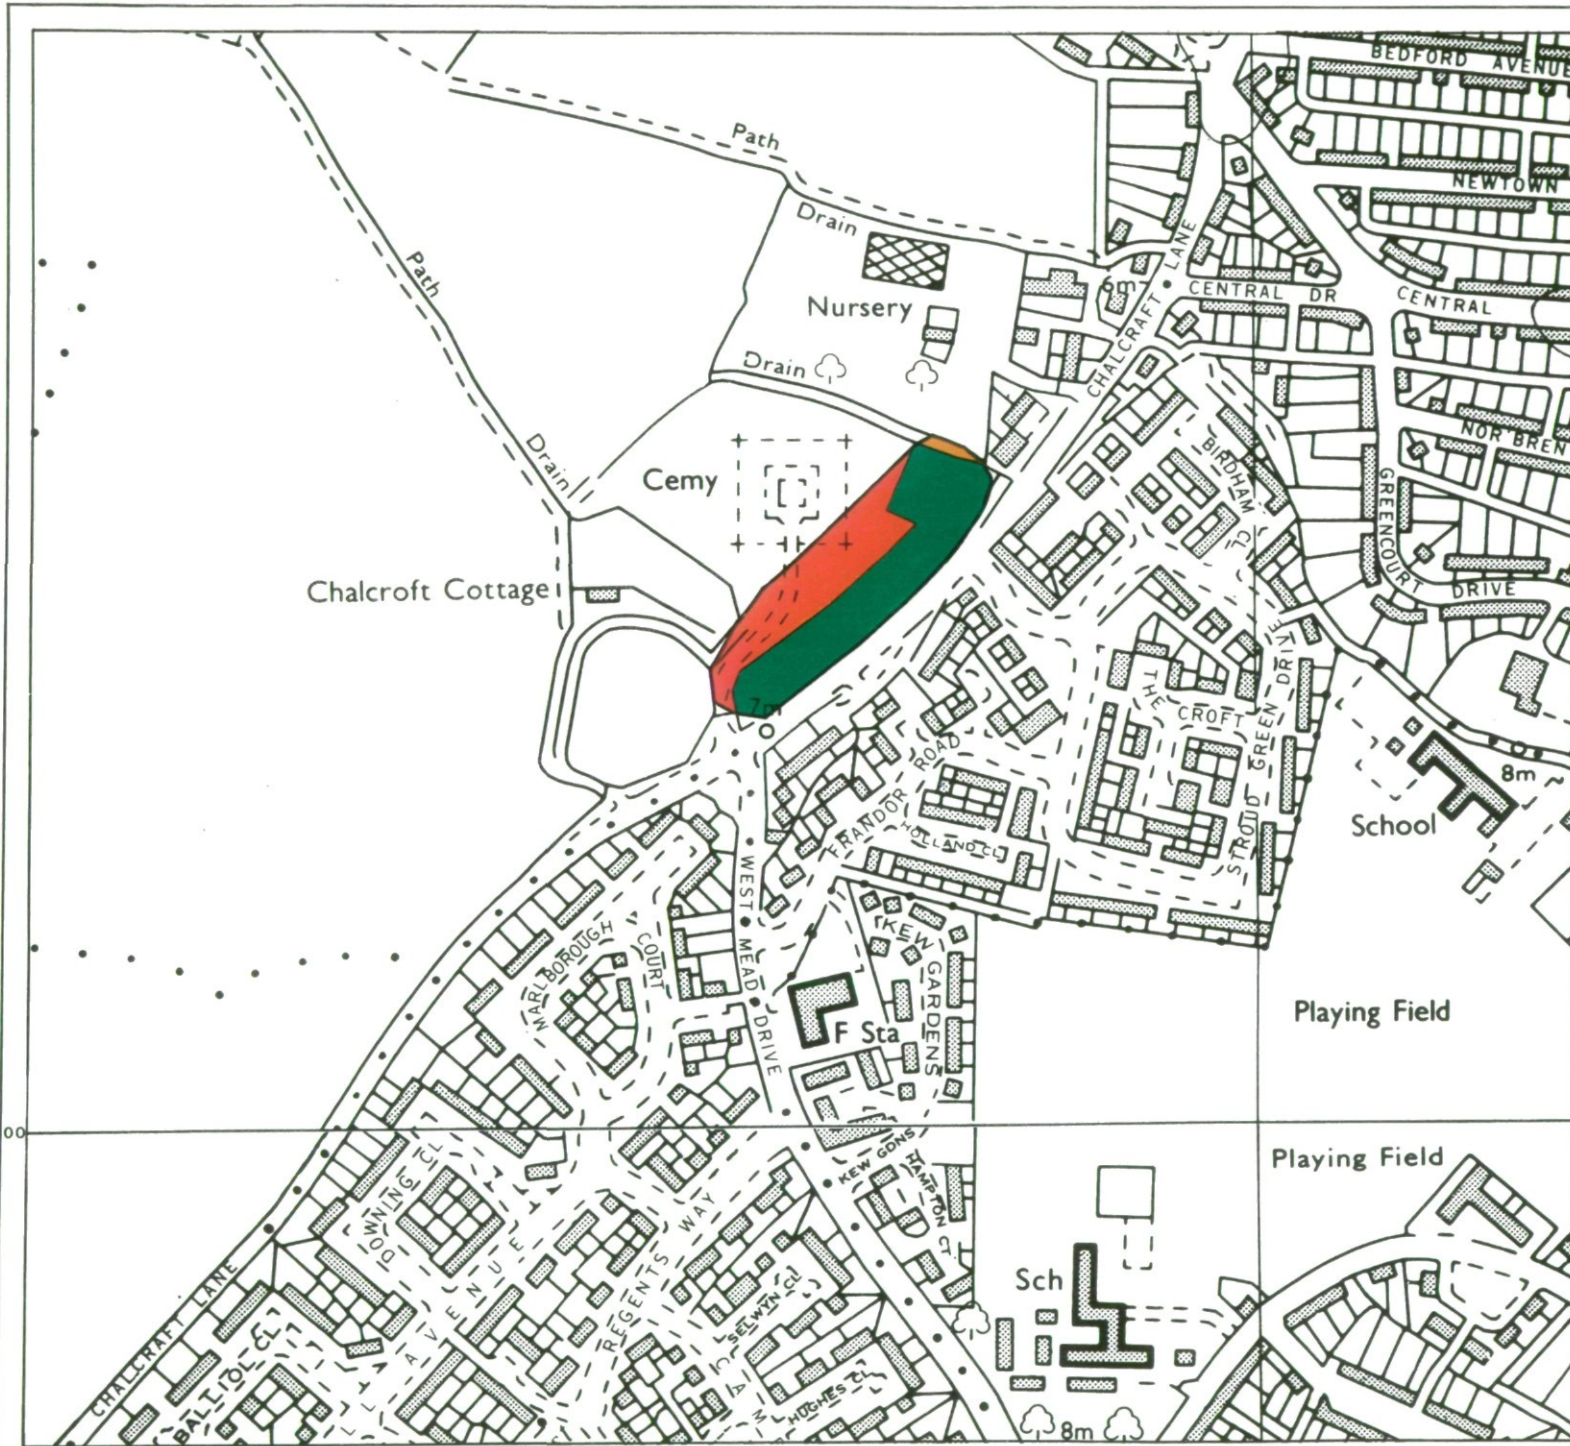 BEDFORD AVENUE
Path
NEWTOWN
Drain
LANE
Path
6m
CENTRAL DR
CENTRAL
Nursery
CHALCRAFT
Drain
NOR'BREN
BIRDHAM CL
Drain
Cemy
GREENCOURT
DRIVE
Chalcroft Cottage
THE
CROFT
STROUD GREEN DRIVE
7m
8m
FRANDOR ROAD
School
HOLLAND CL
WEST MEAD DRIVE
MARLBOROUGH COURT
KEW
GARDENS
Playing Field
F Sta
00
KEW GDNS
HAMPTON CT
Playing Field
DOWNING CL
REGENTS WAY
AVENUE
Sch
SELWYN CL
CHALCRAFT LANE
BALLIOL CL
HUGHES CL
8m